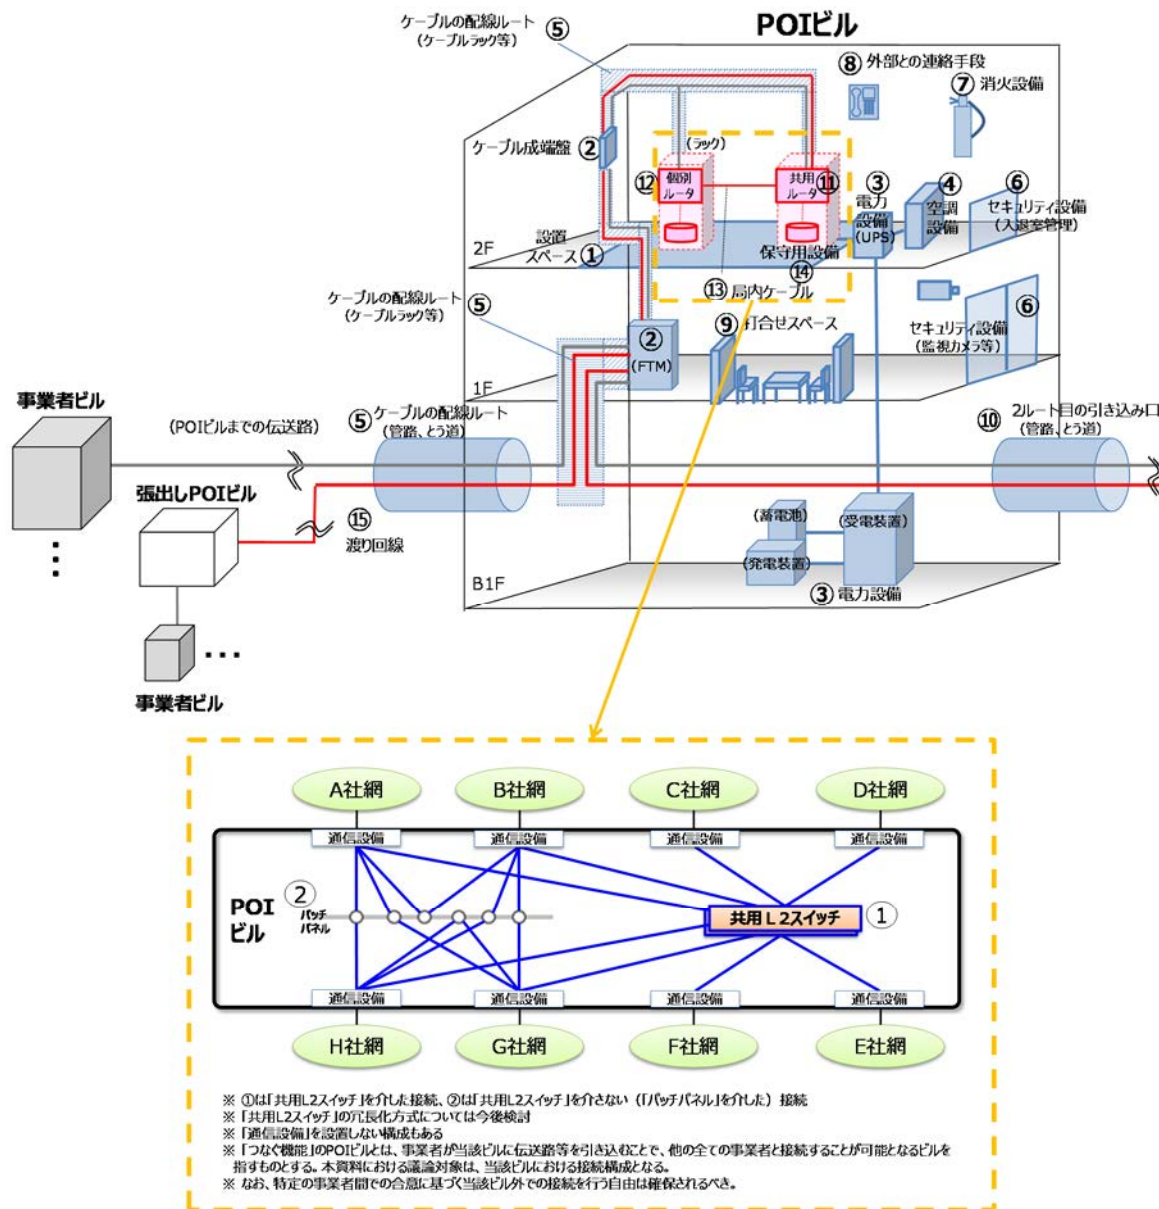 POIビル
ケーブルの配線ルート
(ケーブルラック等)
⑤
⑧ 外部との連絡手段
⑦ 消火設備
ケーブル成端盤 ②
(ラック)
⑫
個別
ルータ
共用
ルータ
⑪
③
電力
設備
(UPS)
④
空調
設備
⑥
セキュリティ設備
(入退室管理)
2F
設置
スペース ①
保守用設備
⑭
⑬ 局内ケーブル
ケーブルの配線ルート
(ケーブルラック等)
⑤
②
(FTM)
⑨ 打合せスペース
セキュリティ設備
(監視カメラ等)
⑥
1F
事業者ビル
(POIビルまでの伝送路)
⑤ ケーブルの配線ルート
(管路、とう道)
⑩ 2ルート目の引き込み口
(管路、とう道)
張出しPOIビル
⑮
渡り回線
(蓄電池)
(受電装置)
(発電装置)
B1F
③ 電力設備
事業者ビル
A社網
B社網
C社網
D社網
通信設備
通信設備
通信設備
通信設備
POI
ビル
②
パッチ
パネル
共用L2スイッチ
①
通信設備
通信設備
通信設備
通信設備
H社網
G社網
F社網
E社網
※ ①は「共用L2スイッチ」を介した接続、②は「共用L2スイッチ」を介さない(「パッチパネル」を介した)接続
※「共用L2スイッチ」の冗長化方式については今後検討
※「通信設備」を設置しない構成もある
※「つなぐ機能」のPOIビルとは、事業者が当該ビルに伝送路等を引き込むことで、他の全ての事業者と接続することが可能となるビルを
指すものとする。本資料における議論対象は、当該ビルにおける接続構成となる。
※ なお、特定の事業者間での合意に基づく当該ビル外での接続を行う自由は確保されるべき。